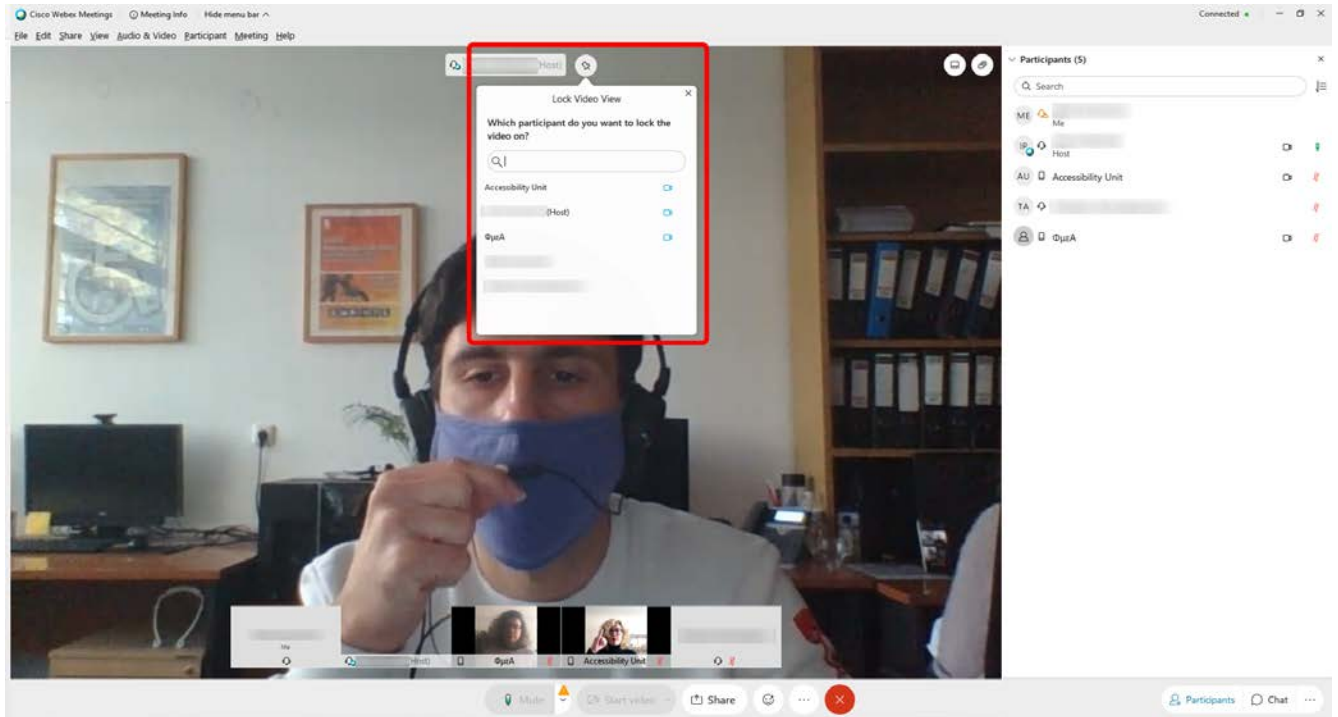 Cisco Webex Meetings Meeting Info Hide menu bar
Connected
File Edit Share View Audio & Video Participant Meeting Help
(Host)
Lock Video View
Which participant do you want to lock the
video on?
Accessibility Unit
(Host)
ΦμεΑ
Participants (5)
Search
ME
Me
IP
Host
AU Accessibility Unit
TA
ΦμεΑ
Me
(Host)
ΦμεΑ
Accessibility Unit
Mute
Start video
Share
Participants
Chat